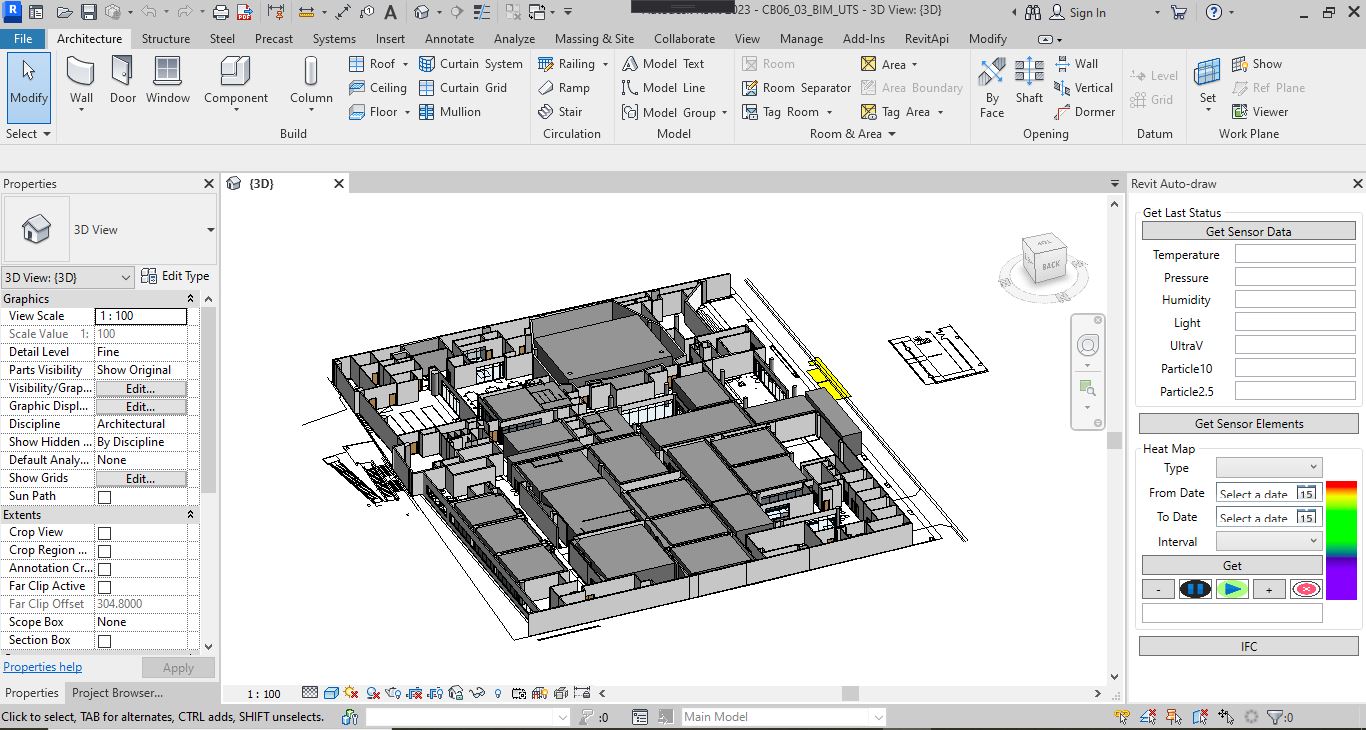 2023 - CB06_03_BIM_UTS - 3D View: {3D}
Sign In
File Architecture Structure Steel Precast Systems Insert Annotate Analyze Massing & Site Collaborate View Manage Add-Ins RevitApi Modify
Modify
Select
Wall
Door
Window
Component
Column
Roof
Ceiling
Floor
Curtain System
Curtain Grid
Mullion
Build
Railing
Ramp
Stair
Circulation
Model Text
Model Line
Model Group
Model
Room
Room Separator
Tag Room
Area
Area Boundary
Tag Area
Room & Area
By
Face
Shaft
Wall
Vertical
Dormer
Opening
Level
Grid
Datum
Set
Show
Ref Plane
Viewer
Work Plane
Properties
3D View
3D View: {3D}
Edit Type
Graphics
View Scale 1 : 100
Scale Value 1: 100
Detail Level Fine
Parts Visibility Show Original
Visibility/Grap... Edit...
Graphic Displ... Edit...
Discipline Architectural
Show Hidden ... By Discipline
Default Analy... None
Show Grids Edit...
Sun Path
Extents
Crop View
Crop Region ...
Annotation Cr...
Far Clip Active
Far Clip Offset 304.8000
Scope Box None
Section Box
Properties help
Apply
Properties
Project Browser...
{3D}
BACK
1 : 100
Revit Auto-draw
Get Last Status
Get Sensor Data
Temperature
Pressure
Humidity
Light
UltraV
Particle10
Particle2.5
Get Sensor Elements
Heat Map
Type
From Date Select a date 15
To Date Select a date 15
Interval
Get
- +
IFC
Click to select, TAB for alternates, CTRL adds, SHIFT unselects.
:0
Main Model
:0